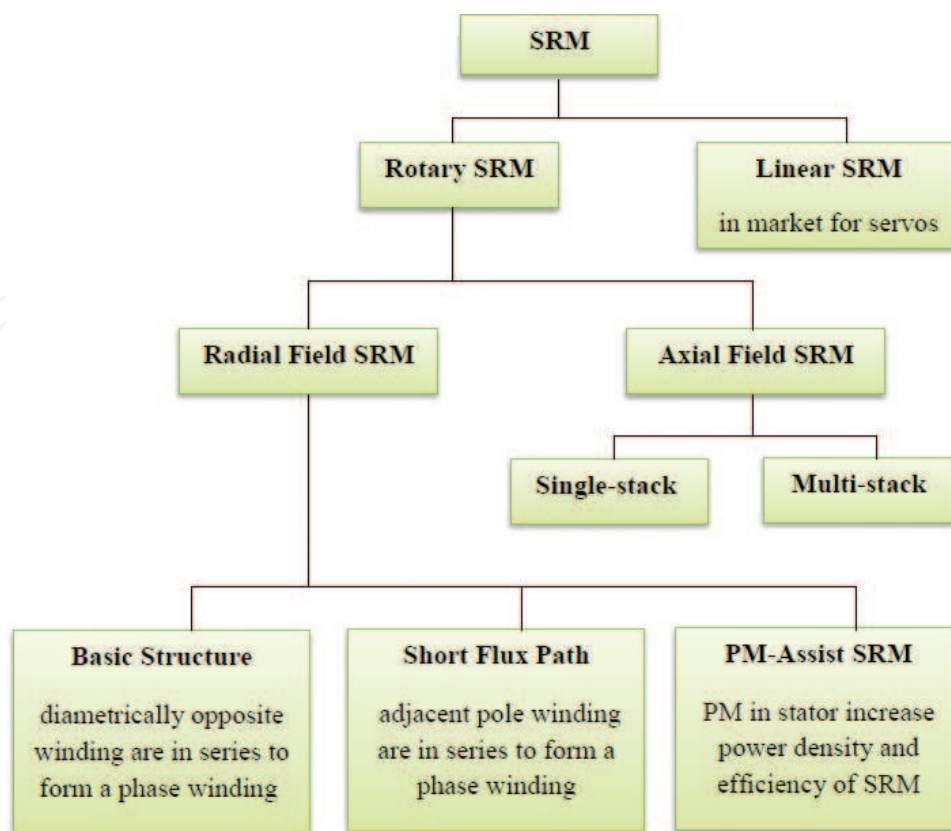 SRM
Rotary SRM
Linear SRM
in market for servos
Radial Field SRM
Axial Field SRM
Single-stack
Multi-stack
Basic Structure
diametrically opposite
winding are in series to
form a phase winding
Short Flux Path
adjacent pole winding
are in series to form a
phase winding
PM-Assist SRM
PM in stator increase
power density and
efficiency of SRM